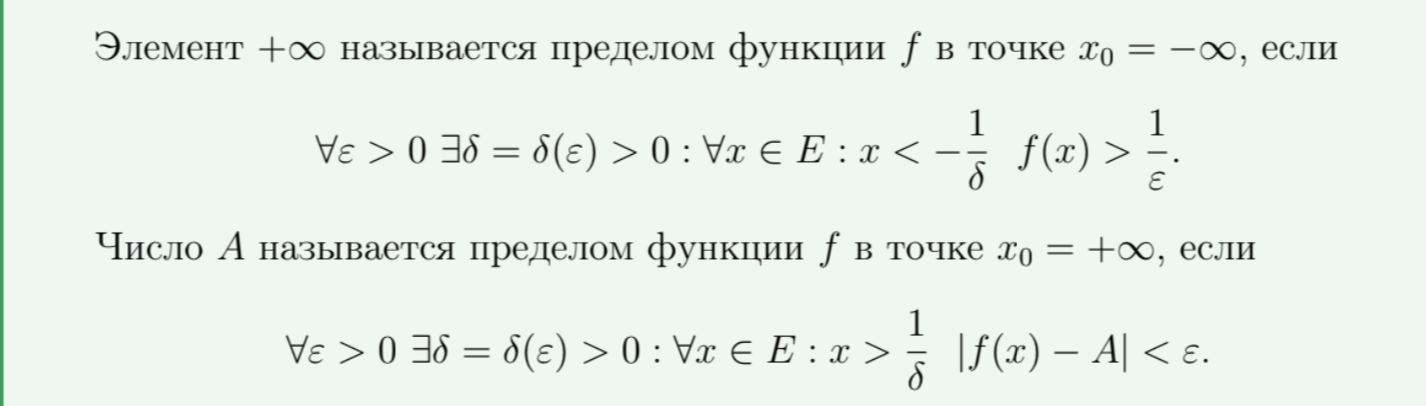 Элемент +∞ называется пределом функции f в точке x₀ = −∞, если
∀ε > 0 ∃δ = δ(ε) > 0 : ∀x ∈ E : x < −1/δ f(x) > 1/ε.
Число A называется пределом функции f в точке x₀ = +∞, если
∀ε > 0 ∃δ = δ(ε) > 0 : ∀x ∈ E : x > 1/δ |f(x) − A| < ε.